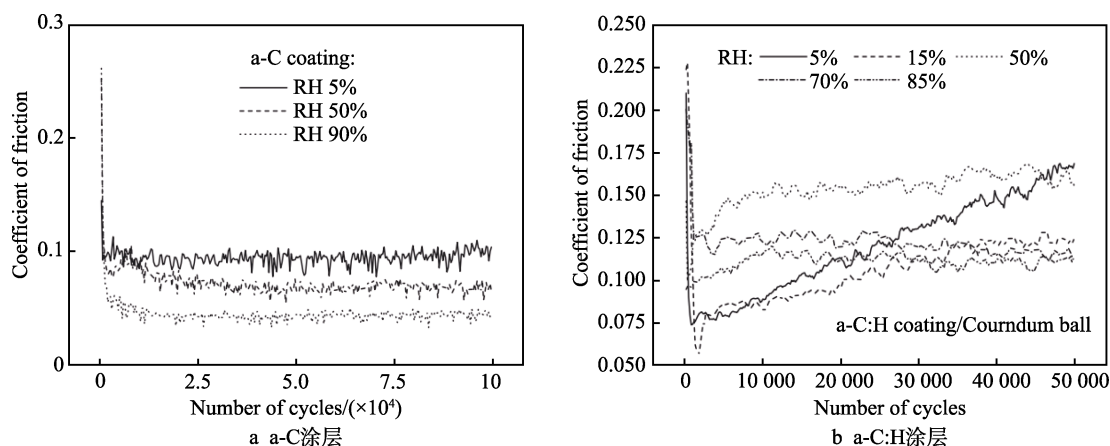 0.3
0.2
0.1
0
Coefficient of friction
a-C coating:
RH 5%
RH 50%
RH 90%
0 2.5 5.0 7.5 10
Number of cycles/(×10⁴)
a a-C涂层
0.250
0.225
0.200
0.175
0.150
0.125
0.100
0.075
0.050
Coefficient of friction
RH: 5% 15% 50%
70% 85%
a-C:H coating/Courndum ball
0 10 000 20 000 30 000 40 000 50 000
Number of cycles
b a-C:H涂层